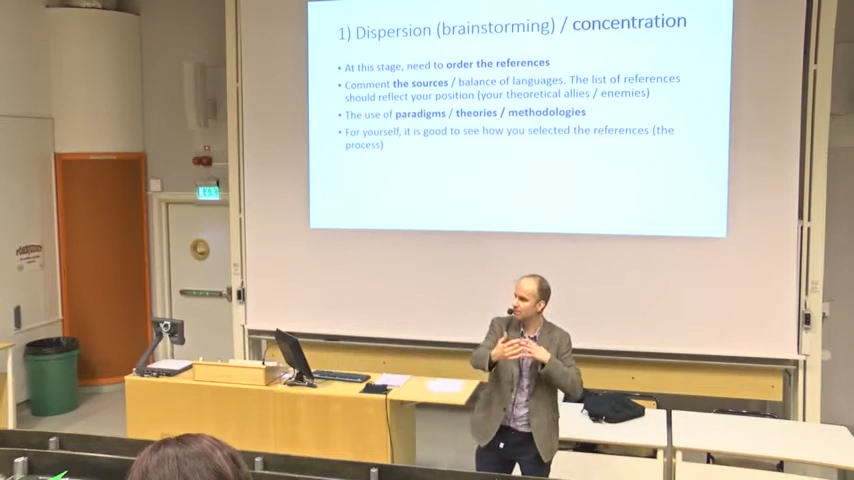 1) Dispersion (brainstorming) / concentration
• At this stage, need to order the references
• Comment the sources / balance of languages. The list of references
should reflect your position (your theoretical allies / enemies)
• The use of paradigms / theories / methodologies
• For yourself, it is good to see how you selected the references (the
process)